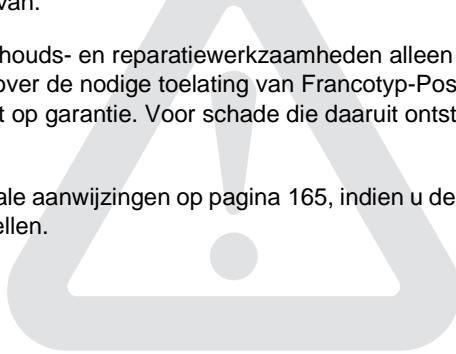 van.
houds- en reparatiewerkzaamheden alleen
over de nodige toelating van Francotyp-Pos
t op garantie. Voor schade die daaruit ontst
ale aanwijzingen op pagina 165, indien u de
ellen.